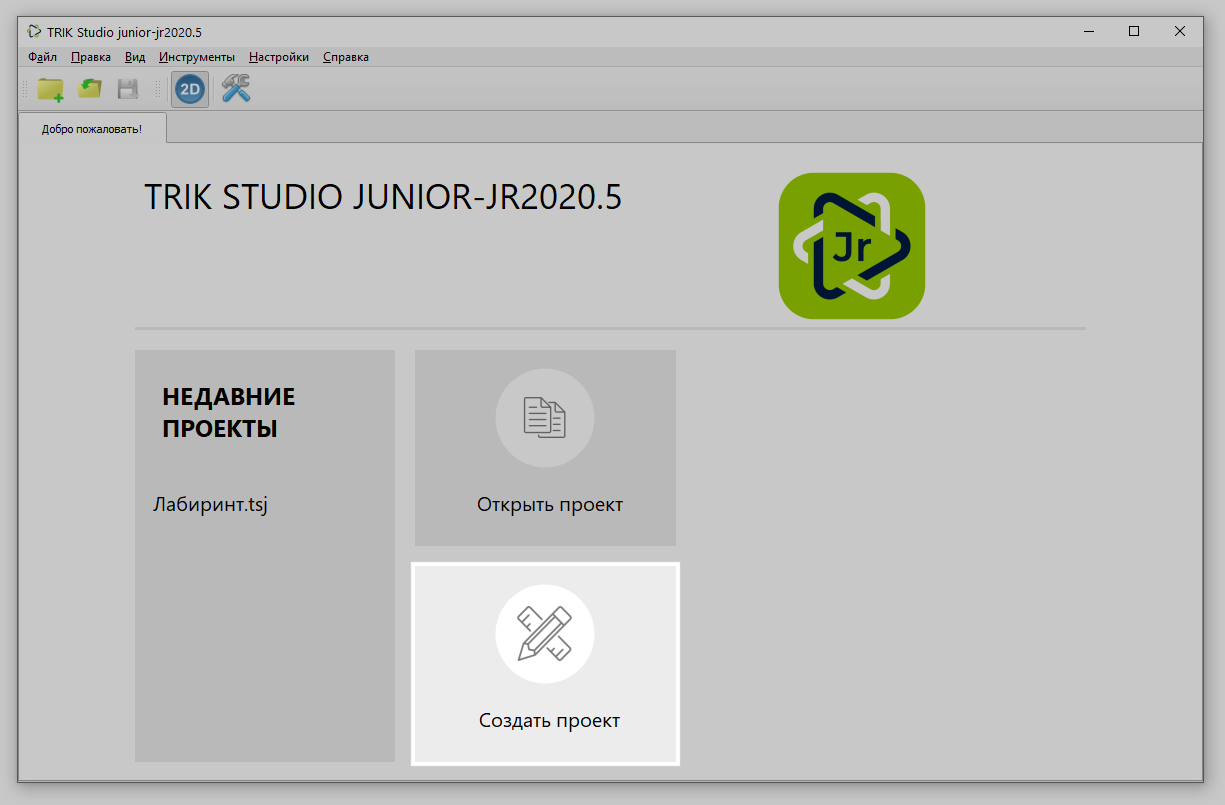 TRIK Studio junior-jr2020.5
Файл Правка Вид Инструменты Настройки Справка
2D
Добро пожаловать!
TRIK STUDIO JUNIOR-JR2020.5
Jr
НЕДАВНИЕ
ПРОЕКТЫ
Лабиринт.tsj
Открыть проект
Создать проект